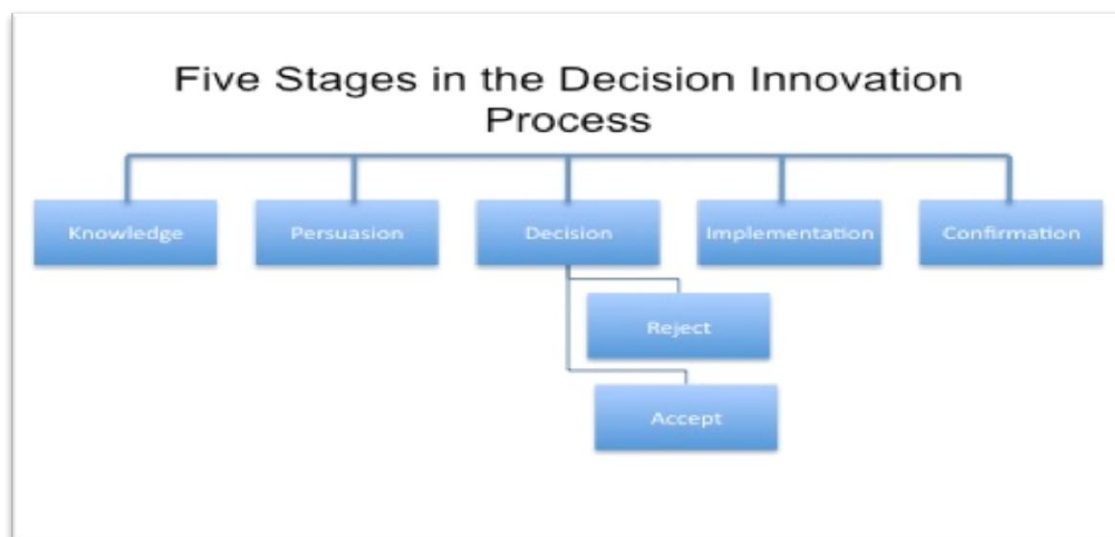 Five Stages in the Decision Innovation
Process
Knowledge
Persuasion
Decision
Implementation
Confirmation
Reject
Accept